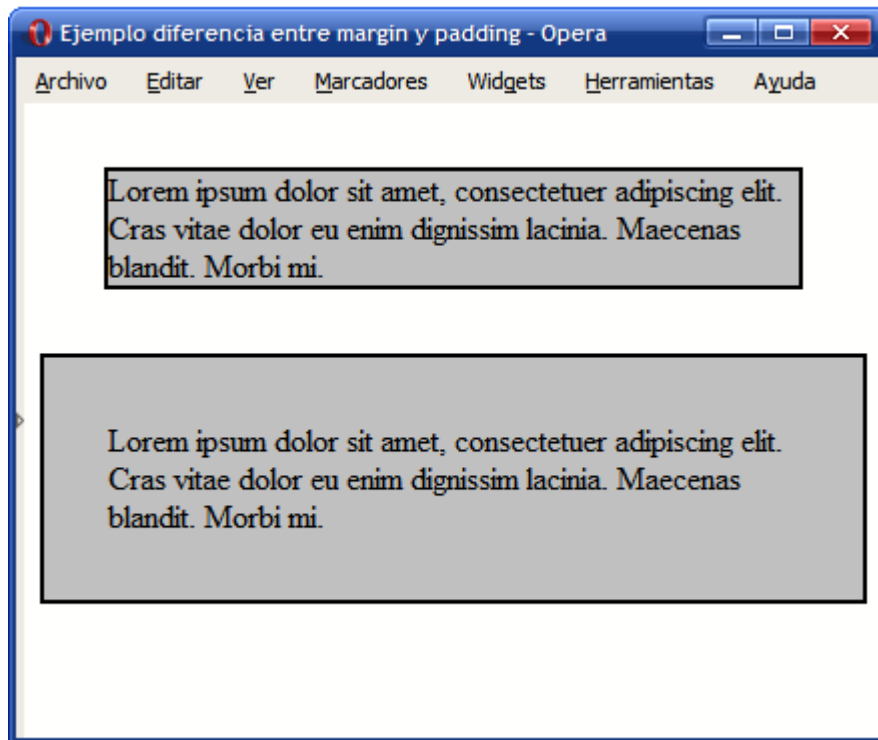 Ejemplo diferencia entre margin y padding - Opera
Archivo Editar Ver Marcadores Widgets Herramientas Ayuda
Lorem ipsum dolor sit amet, consectetuer adipiscing elit.
Cras vitae dolor eu enim dignissim lacinia. Maecenas
blandit. Morbi mi.
Lorem ipsum dolor sit amet, consectetuer adipiscing elit.
Cras vitae dolor eu enim dignissim lacinia. Maecenas
blandit. Morbi mi.